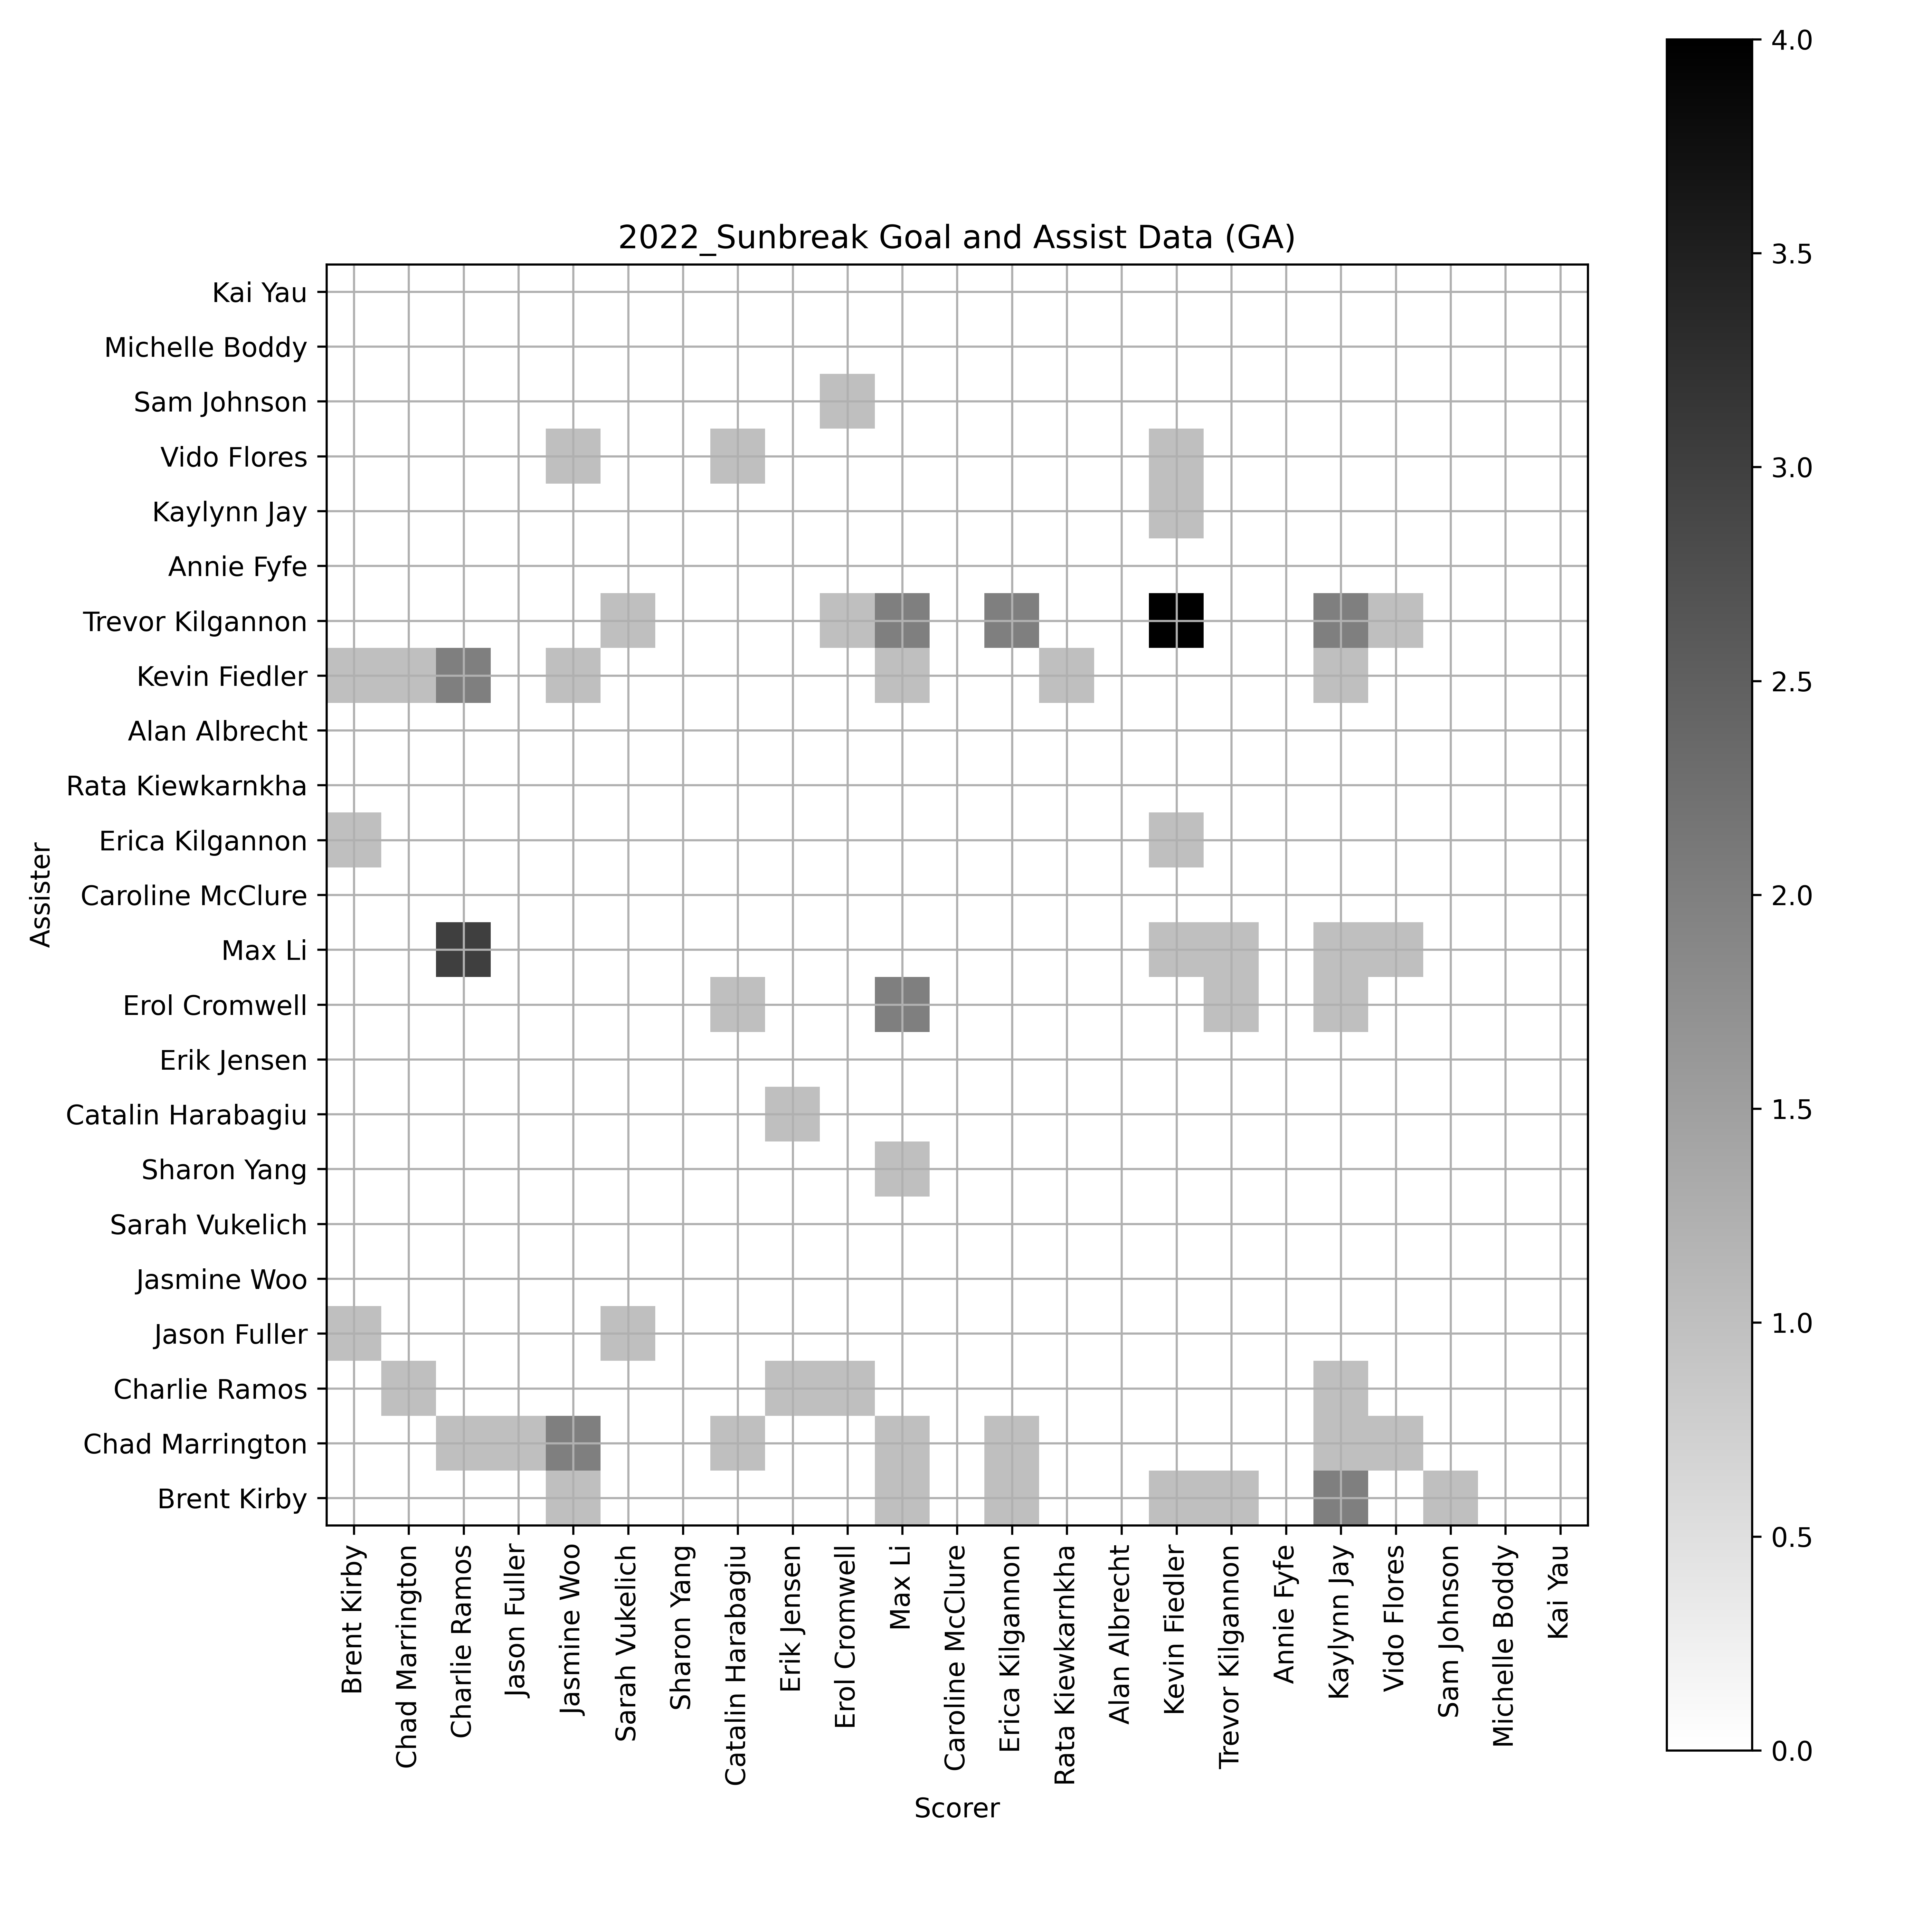 2022_Sunbreak Goal and Assist Data (GA)
Assister
Kai Yau
Michelle Boddy
Sam Johnson
Vido Flores
Kaylynn Jay
Annie Fyfe
Trevor Kilgannon
Kevin Fiedler
Alan Albrecht
Rata Kiewkarnkha
Erica Kilgannon
Caroline McClure
Max Li
Erol Cromwell
Erik Jensen
Catalin Harabagiu
Sharon Yang
Sarah Vukelich
Jasmine Woo
Jason Fuller
Charlie Ramos
Chad Marrington
Brent Kirby
Brent Kirby
Chad Marrington
Charlie Ramos
Jason Fuller
Jasmine Woo
Sarah Vukelich
Sharon Yang
Catalin Harabagiu
Erik Jensen
Erol Cromwell
Max Li
Caroline McClure
Erica Kilgannon
Rata Kiewkarnkha
Alan Albrecht
Kevin Fiedler
Trevor Kilgannon
Annie Fyfe
Kaylynn Jay
Vido Flores
Sam Johnson
Michelle Boddy
Kai Yau
Scorer
4.0
3.5
3.0
2.5
2.0
1.5
1.0
0.5
0.0